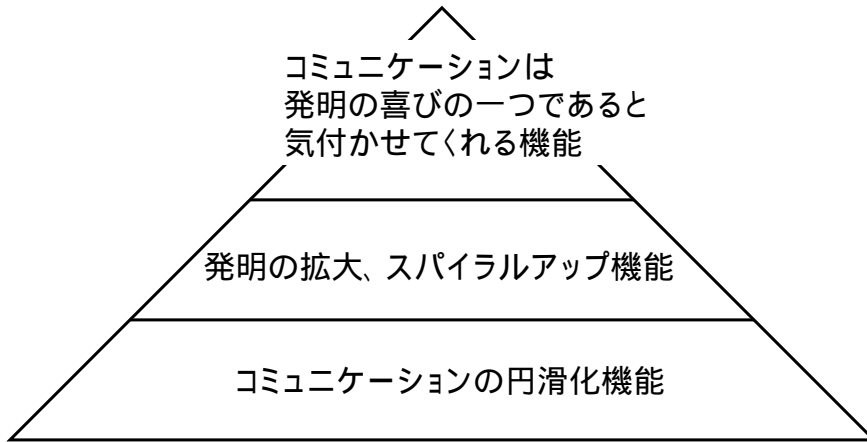 コミュニケーションは
発明の喜びの一つであると
気付かせてくれる機能
発明の拡大、スパイラルアップ機能
コミュニケーションの円滑化機能